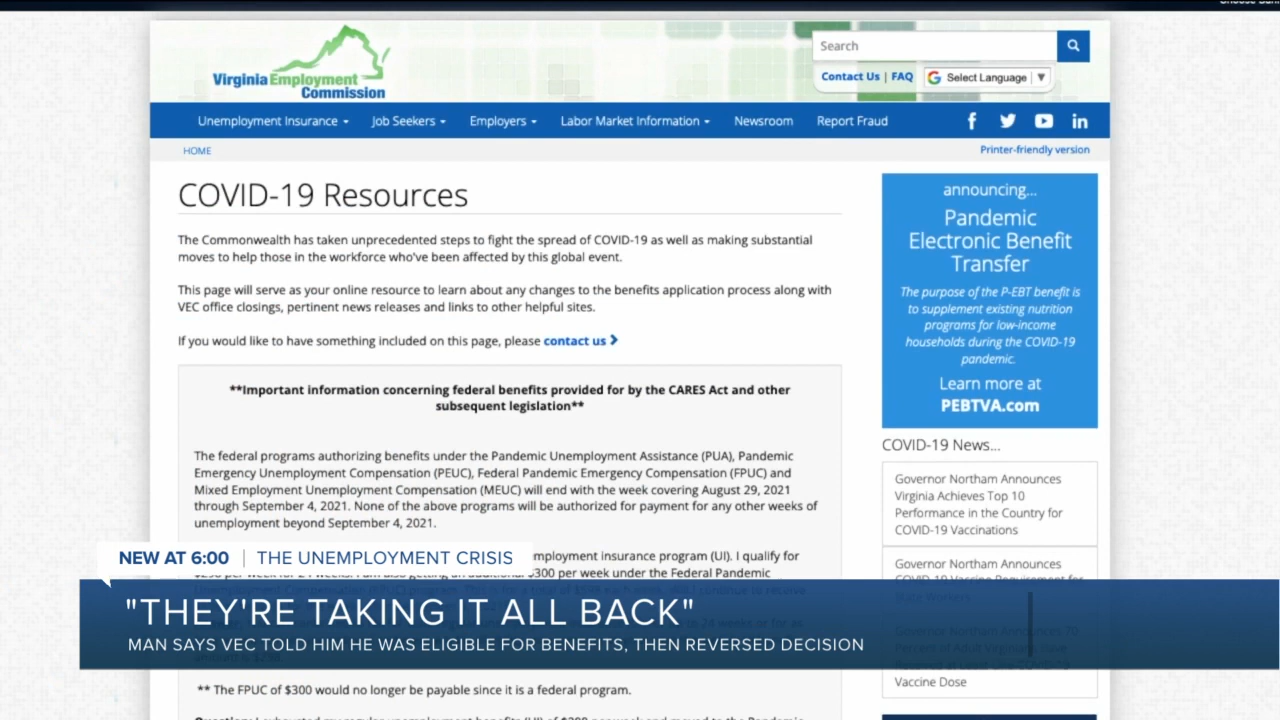 Virginia Employment
Commission
Search
Contact Us | FAQ
Select Language
Unemployment Insurance
Job Seekers
Employers
Labor Market Information
Newsroom
Report Fraud
HOME
Printer-friendly version
COVID-19 Resources
The Commonwealth has taken unprecedented steps to fight the spread of COVID-19 as well as making substantial
moves to help those in the workforce who've been affected by this global event.
This page will serve as your online resource to learn about any changes to the benefits application process along with
VEC office closings, pertinent news releases and links to other helpful sites.
If you would like to have something included on this page, please contact us
**Important information concerning federal benefits provided for by the CARES Act and other
subsequent legislation**
The federal programs authorizing benefits under the Pandemic Unemployment Assistance (PUA), Pandemic
Emergency Unemployment Compensation (PEUC), Federal Pandemic Emergency Compensation (FPUC) and
Mixed Employment Unemployment Compensation (MEUC) will end with the week covering August 29, 2021
through September 4, 2021. None of the above programs will be authorized for payment for any other weeks of
unemployment beyond September 4, 2021.
insurance program (UI). I qualify for
$300 per week under the Federal Pandemic
** The FPUC of $300 would no longer be payable since it is a federal program.
announcing...
Pandemic
Electronic Benefit
Transfer
The purpose of the P-EBT benefit is
to supplement existing nutrition
programs for low-income
households during the COVID-19
pandemic.
Learn more at
PEBTVA.com
COVID-19 News...
Governor Northam Announces
Virginia Achieves Top 10
Performance in the Country for
COVID-19 Vaccinations
Governor Northam Announces
Vaccine Dose
NEW AT 6:00 | THE UNEMPLOYMENT CRISIS
"THEY'RE TAKING IT ALL BACK"
MAN SAYS VEC TOLD HIM HE WAS ELIGIBLE FOR BENEFITS, THEN REVERSED DECISION